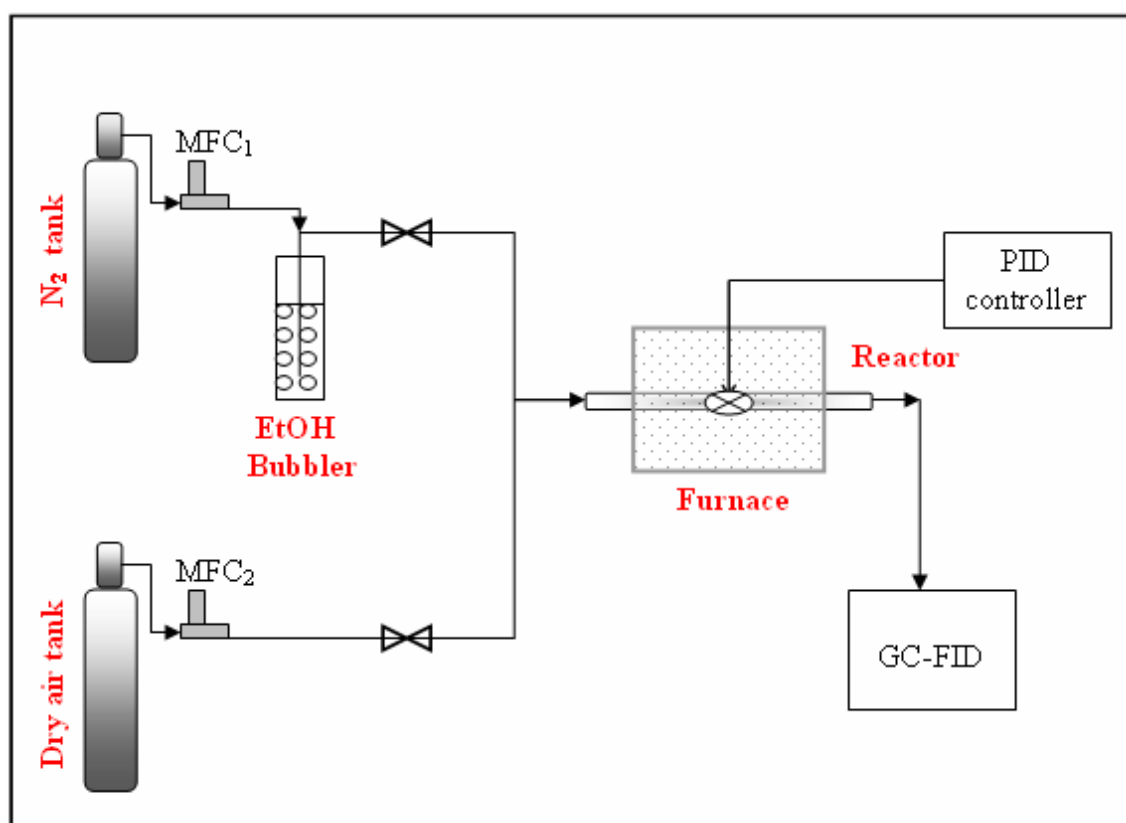 N₂ tank
MFC₁
EtOH
Bubbler
PID
controller
Reactor
Furnace
Dry air tank
MFC₂
GC-FID